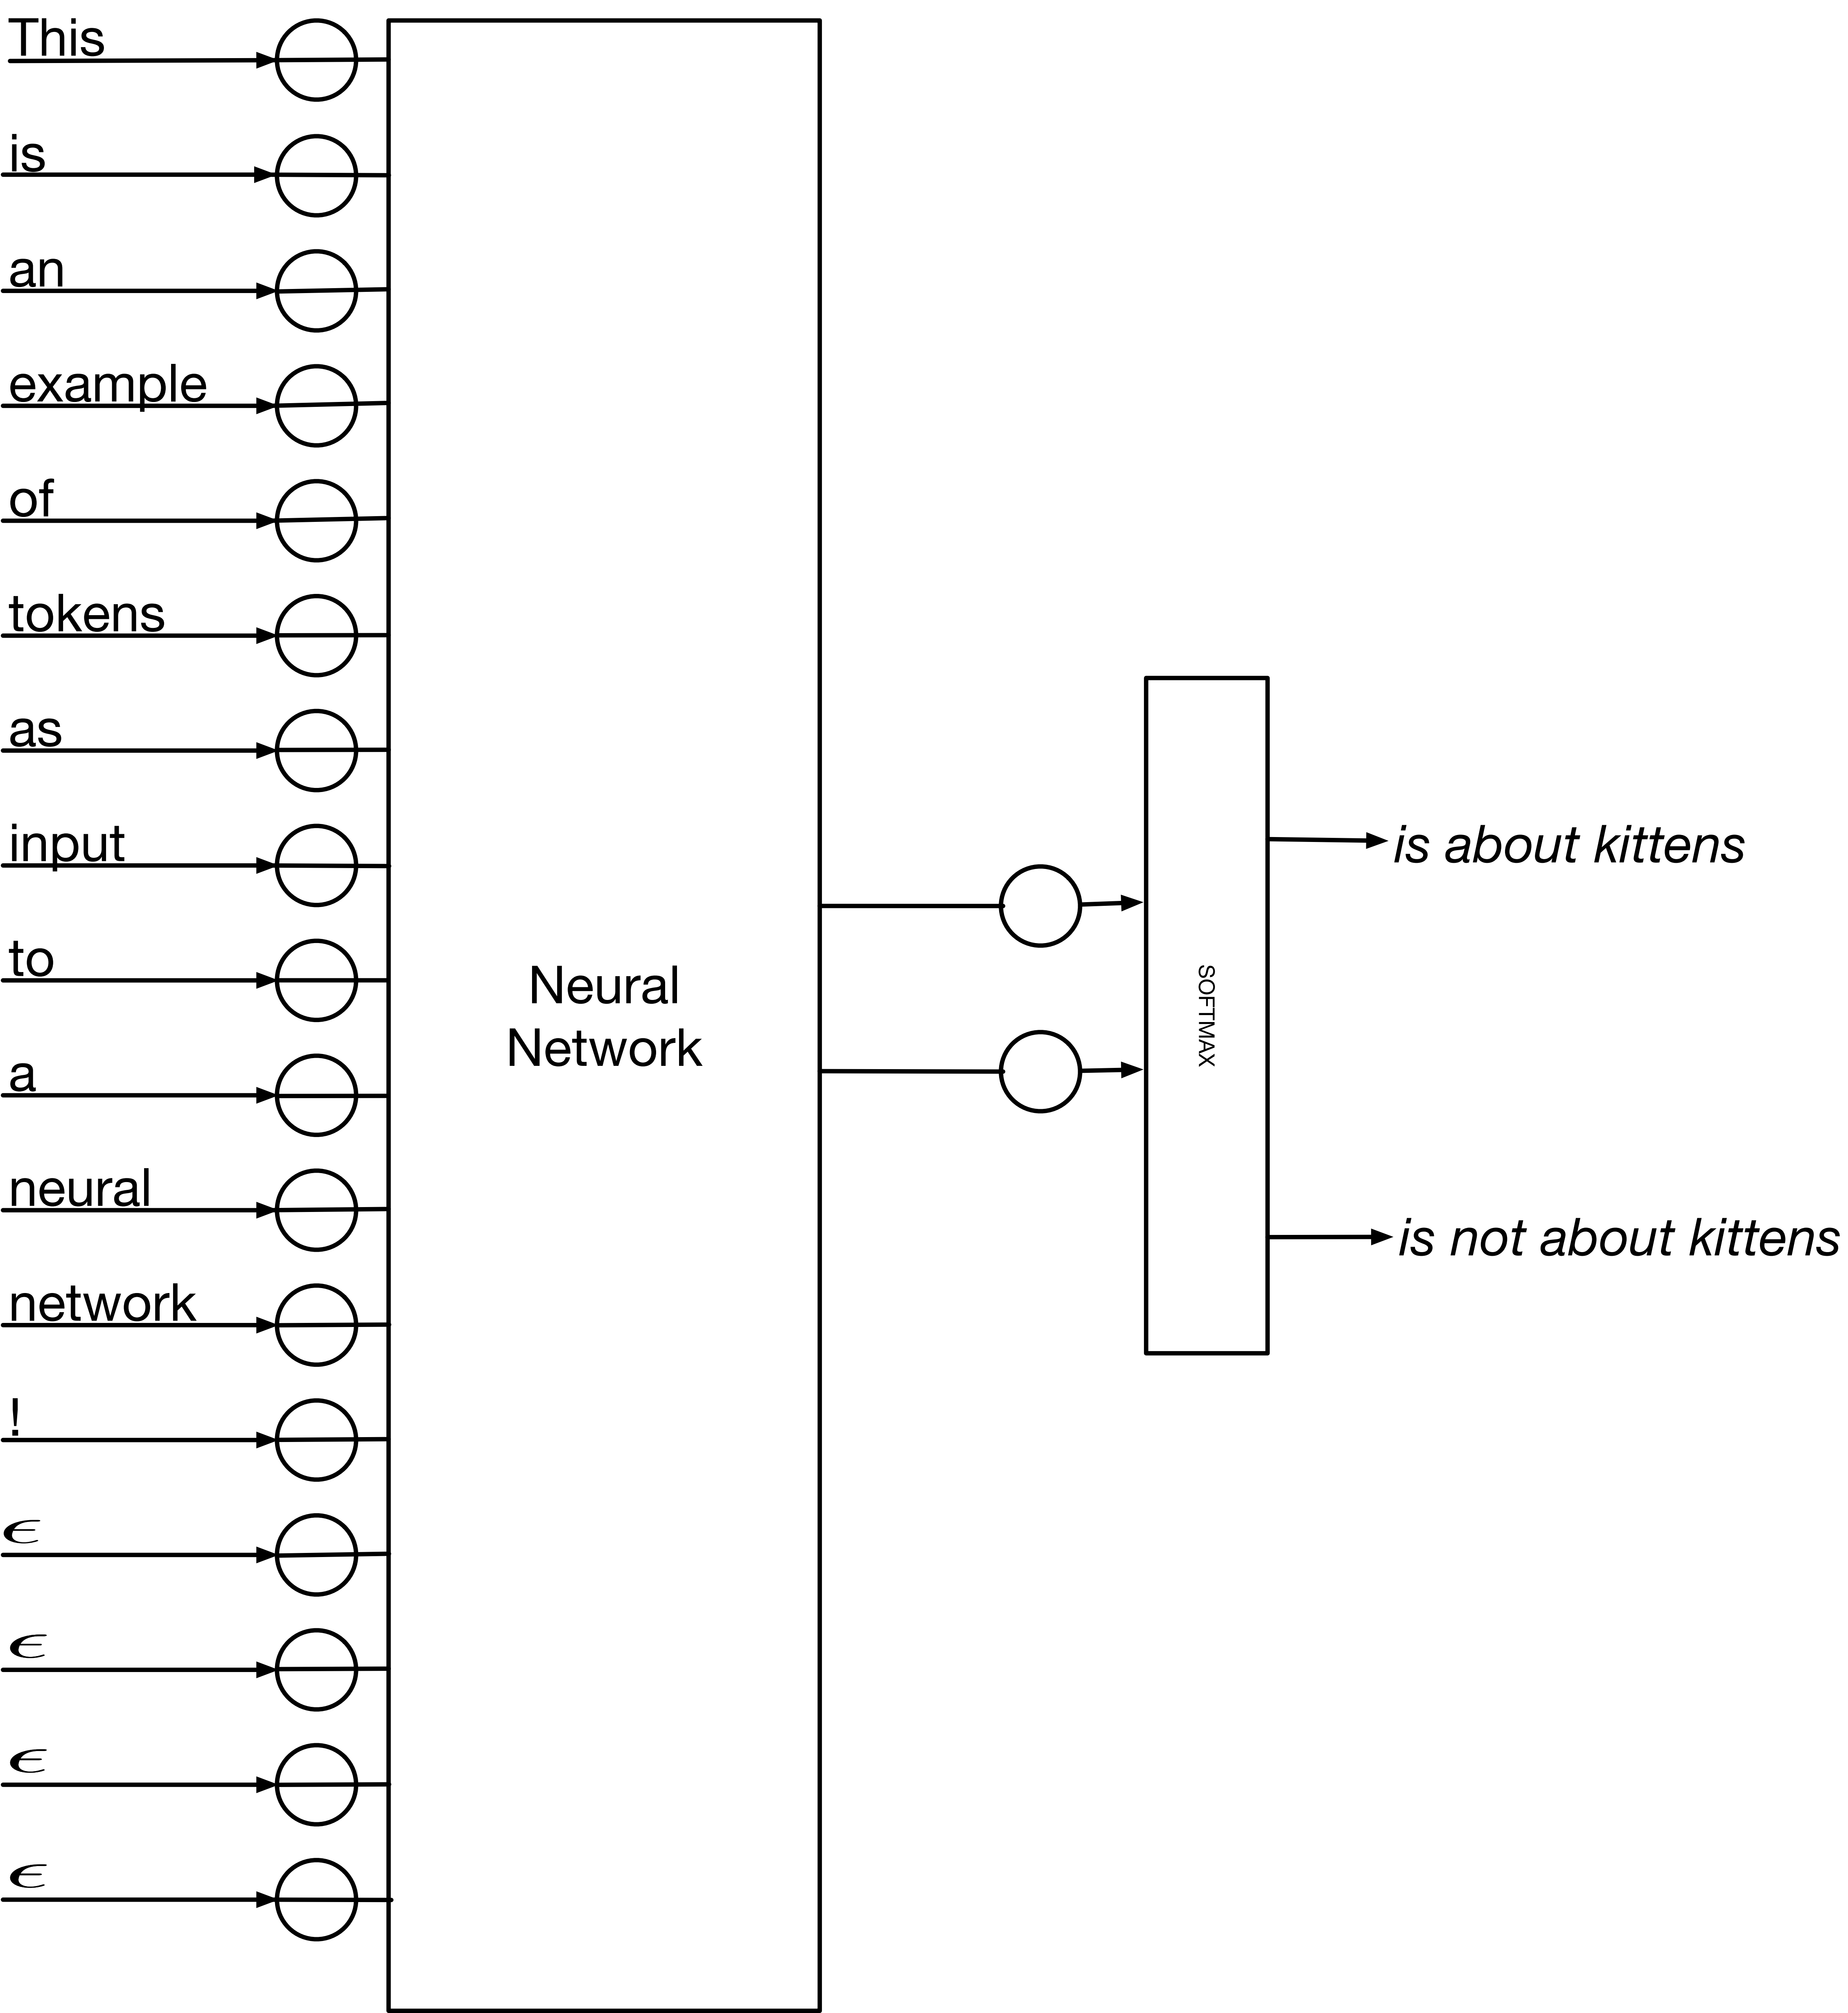 This
is
an
example
of
tokens
as
input
to
a
neural
network
!
ϵ
ϵ
ϵ
ϵ
Neural
Network
SOFTMAX
is about kittens
is not about kittens